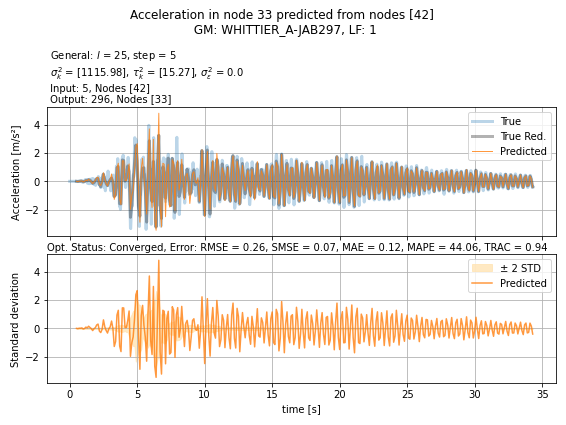 Acceleration in node 33 predicted from nodes [42]
GM: WHITTIER_A-JAB297, LF: 1
General: l = 25, step = 5
σ²ₖ = [1115.98], τ²ₖ = [15.27], σ²ε = 0.0
Input: 5, Nodes [42]
Output: 296, Nodes [33]
Acceleration [m/s²]
4
2
0
−2
True
True Red.
Predicted
Opt. Status: Converged, Error: RMSE = 0.26, SMSE = 0.07, MAE = 0.12, MAPE = 44.06, TRAC = 0.94
Standard deviation
4
2
0
−2
± 2 STD
Predicted
0 5 10 15 20 25 30 35
time [s]